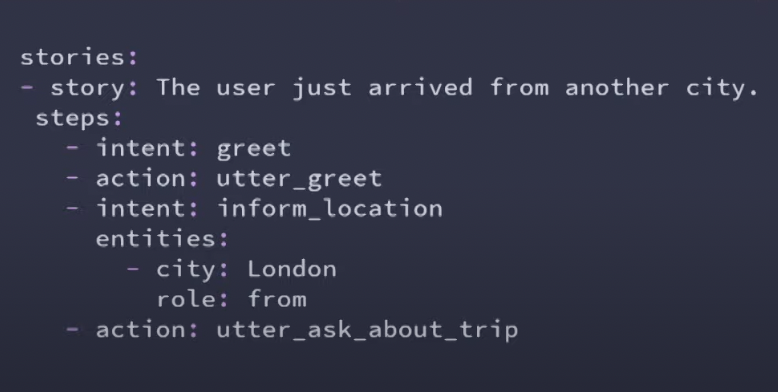 stories:
- story: The user just arrived from another city.
 steps:
   - intent: greet
   - action: utter_greet
   - intent: inform_location
     entities:
       - city: London
         role: from
   - action: utter_ask_about_trip